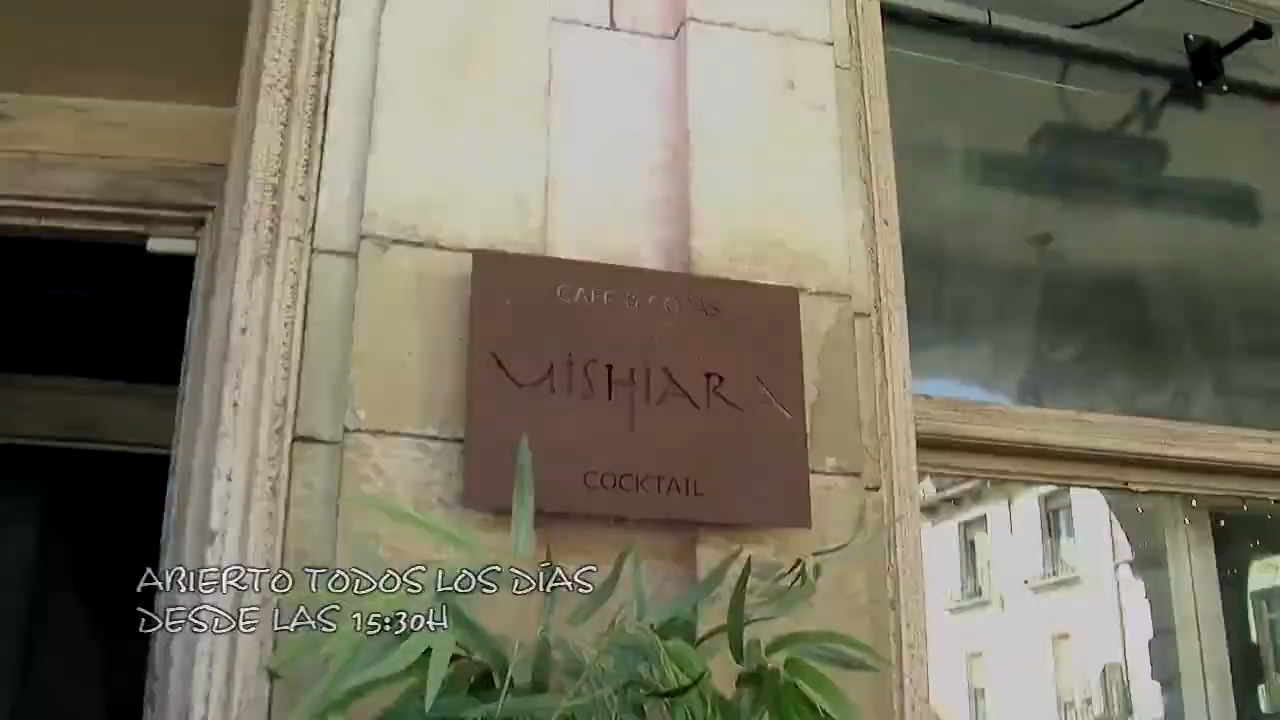 CAFE & COPAS
MISHIARA
COCKTAIL
ABIERTO TODOS LOS DÍAS
DESDE LAS 15:30H